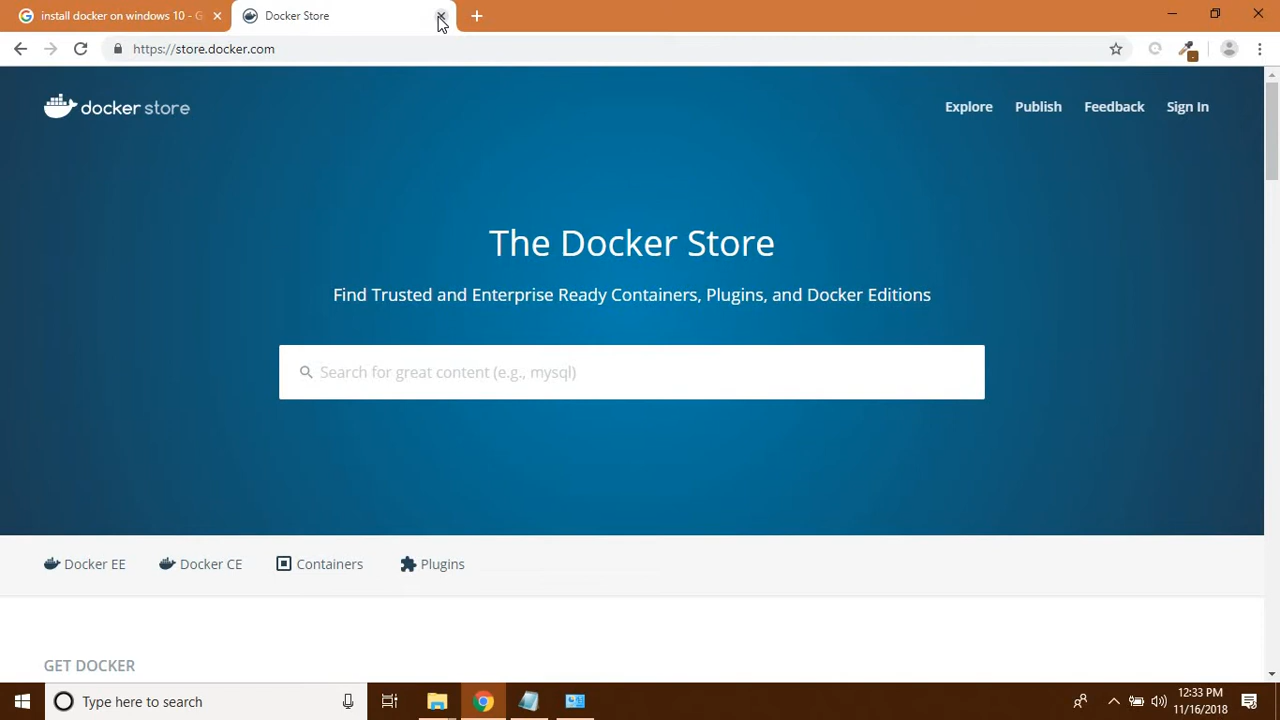 install docker on windows 10 - G
Docker Store
https://store.docker.com
docker store
Explore
Publish
Feedback
Sign In
The Docker Store
Find Trusted and Enterprise Ready Containers, Plugins, and Docker Editions
Search for great content (e.g., mysql)
Docker EE
Docker CE
Containers
Plugins
GET DOCKER
Type here to search
12:33 PM
11/16/2018